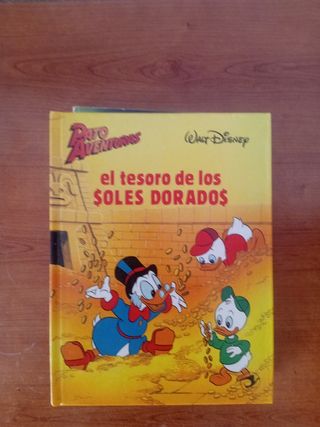 PATO
AVENTURAS
WALT DISNEY
el tesoro de los
$OLES DORADO$